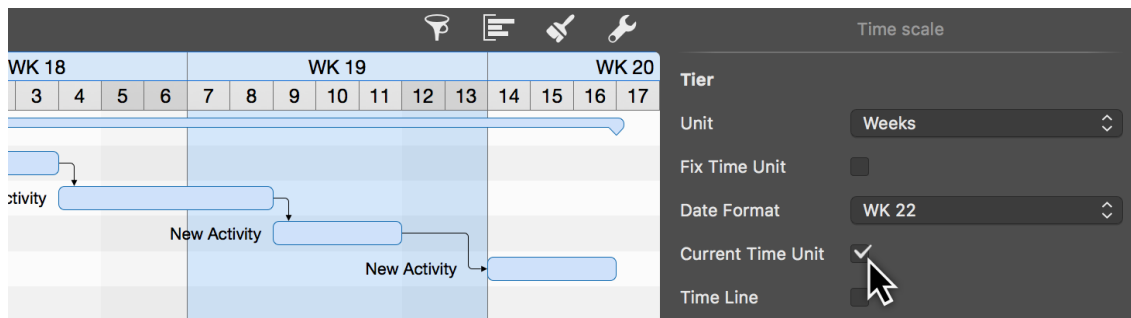 Time scale
WK 18 WK 19 WK 20
3 4 5 6 7 8 9 10 11 12 13 14 15 16 17
Tier
Unit Weeks
Fix Time Unit
ctivity
Date Format WK 22
New Activity
Current Time Unit
New Activity
Time Line